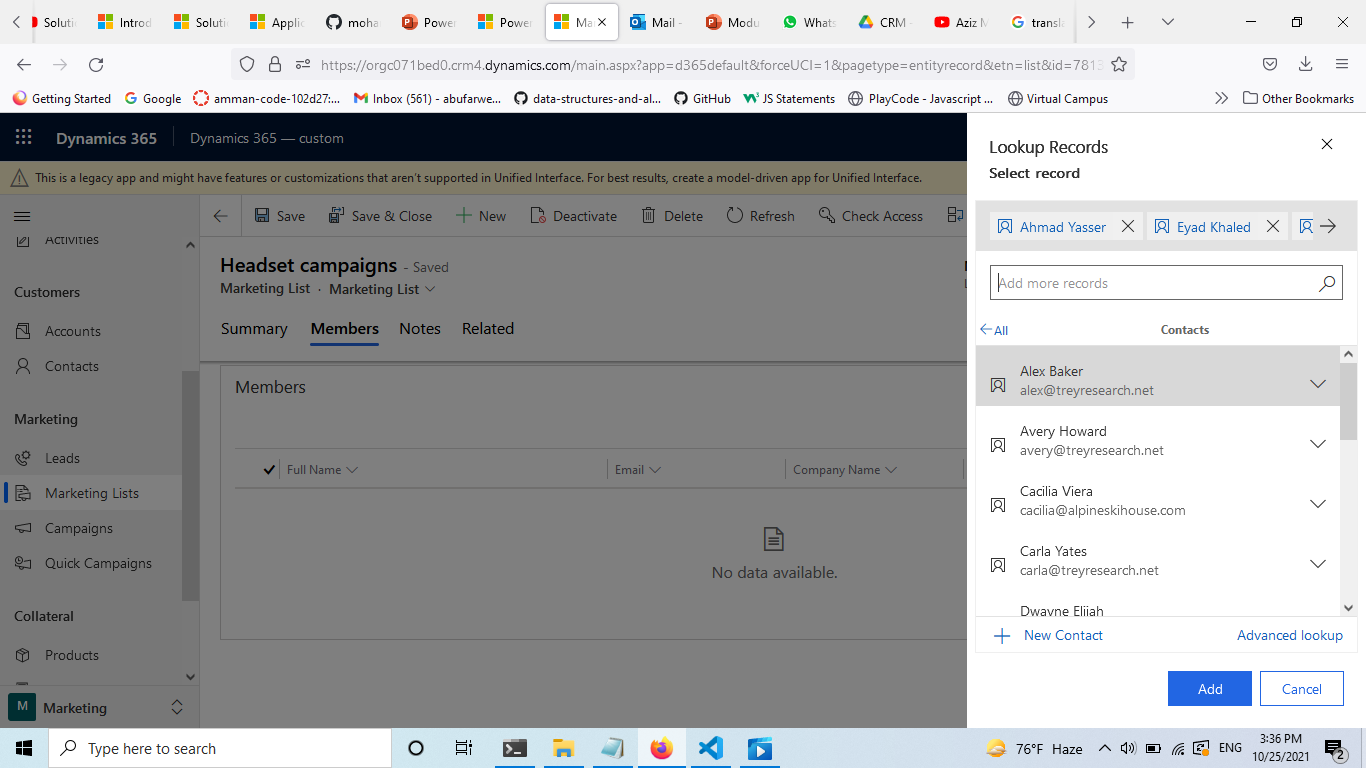 Soluti
Introd
Soluti
Applic
moha
Power
Power
Ma
Mail -
Modu
Whats
CRM -
Aziz M
transle
https://orgc071bed0.crm4.dynamics.com/main.aspx?app=d365default&forceUCI=1&pagetype=entityrecord&etn=list&id=7813
Getting Started
Google
amman-code-102d27:...
Inbox (561) - abufarwe...
data-structures-and-al...
GitHub
JS Statements
PlayCode - Javascript ...
Virtual Campus
Other Bookmarks
Dynamics 365
Dynamics 365 — custom
This is a legacy app and might have features or customizations that aren't supported in Unified Interface. For best results, create a model-driven app for Unified Interface.
Save
Save & Close
New
Deactivate
Delete
Refresh
Check Access
Activities
Customers
Accounts
Contacts
Marketing
Leads
Marketing Lists
Campaigns
Quick Campaigns
Collateral
Products
M
Marketing
Headset campaigns - Saved
Marketing List · Marketing List
Summary
Members
Notes
Related
Members
Full Name
Email
Company Name
No data available.
Lookup Records
Select record
Ahmad Yasser
Eyad Khaled
Add more records
All
Contacts
Alex Baker
alex@treyresearch.net
Avery Howard
avery@treyresearch.net
Cacilia Viera
cacilia@alpineskihouse.com
Carla Yates
carla@treyresearch.net
Dwayne Elijah
New Contact
Advanced lookup
Add
Cancel
Type here to search
76°F Haze
ENG
3:36 PM
10/25/2021
2